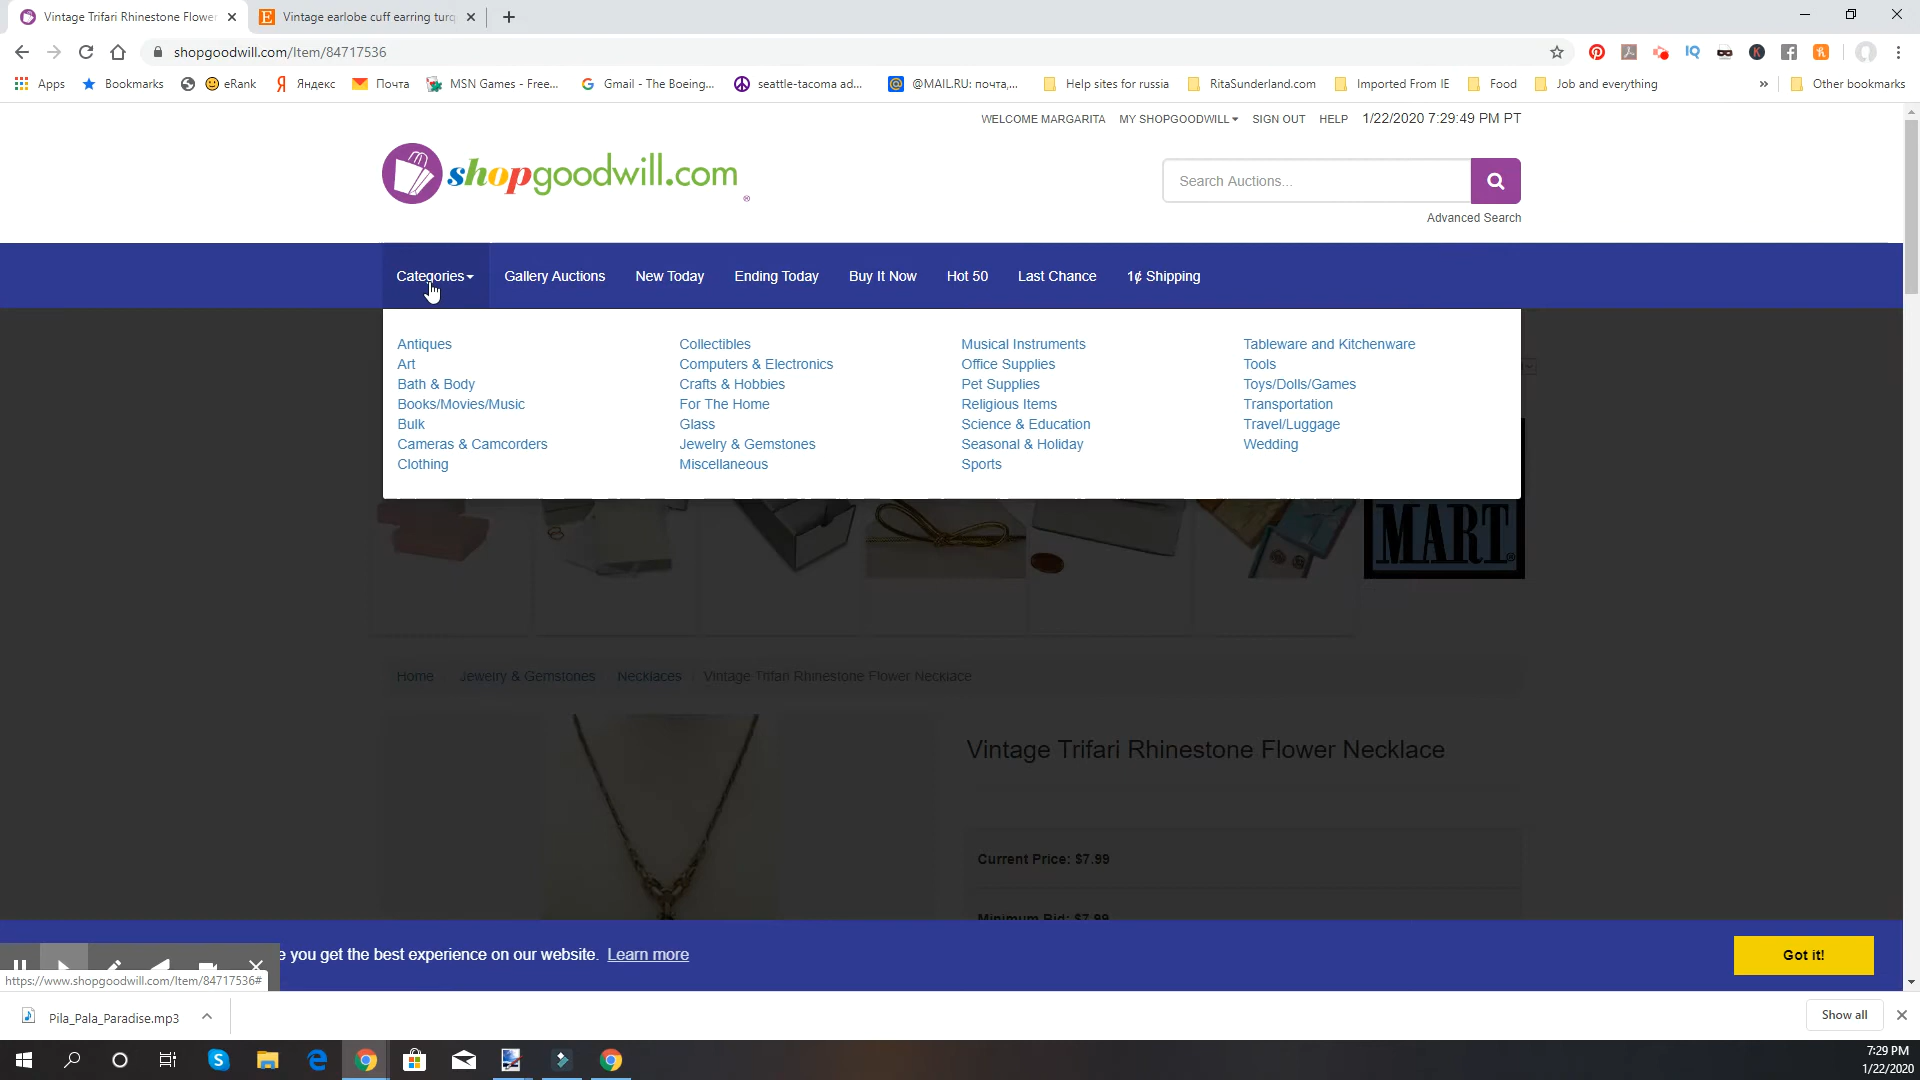 Vintage Trifari Rhinestone Flower
Vintage earlobe cuff earring turq
shopgoodwill.com/Item/84717536
Apps Bookmarks eRank Яндекс Почта MSN Games - Free... Gmail - The Boeing... seattle-tacoma ad... @MAIL.RU: почта,... Help sites for russia RitaSunderland.com Imported From IE Food Job and everything » Other bookmarks
WELCOME MARGARITA MY SHOPGOODWILL SIGN OUT HELP 1/22/2020 7:29:49 PM PT
shopgoodwill.com®
Search Auctions...
Advanced Search
Categories Gallery Auctions New Today Ending Today Buy It Now Hot 50 Last Chance 1¢ Shipping
Antiques Collectibles Musical Instruments Tableware and Kitchenware
Art Computers & Electronics Office Supplies Tools
Bath & Body Crafts & Hobbies Pet Supplies Toys/Dolls/Games
Books/Movies/Music For The Home Religious Items Transportation
Bulk Glass Science & Education Travel/Luggage
Cameras & Camcorders Jewelry & Gemstones Seasonal & Holiday Wedding
Clothing Miscellaneous Sports
MART®
Home Jewelry & Gemstones Necklaces Vintage Trifari Rhinestone Flower Necklace
Vintage Trifari Rhinestone Flower Necklace
Current Price: $7.99
Minimum Bid: $7.99
e you get the best experience on our website. Learn more
Got it!
https://www.shopgoodwill.com/Item/84717536#
Pila_Pala_Paradise.mp3
Show all
7:29 PM
1/22/2020